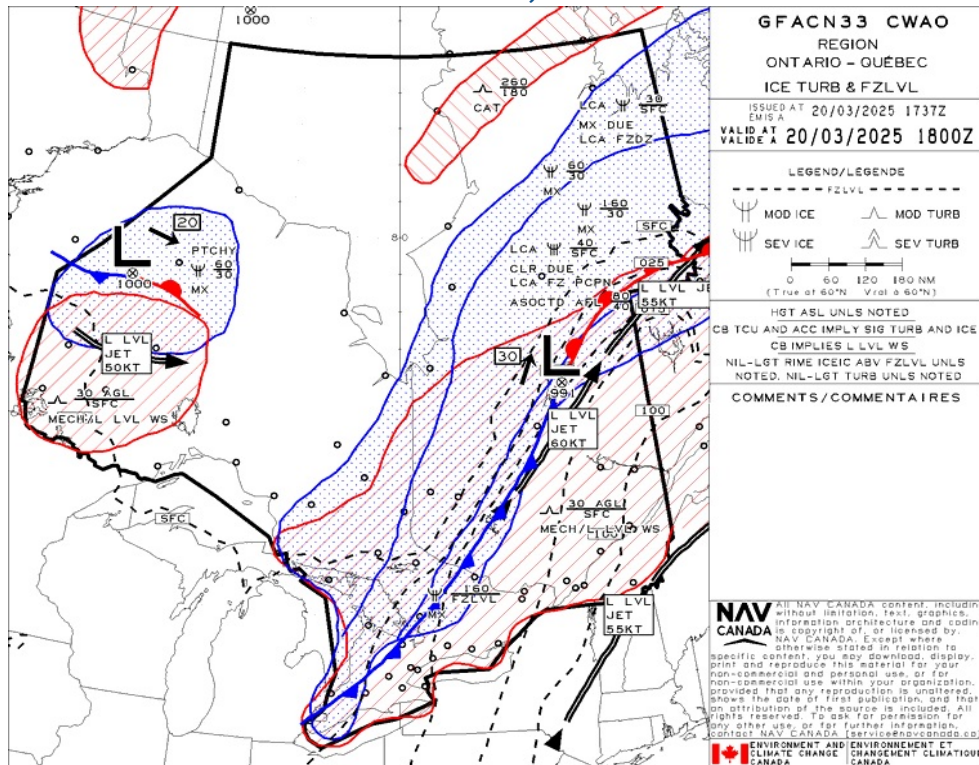 1000
GFACN33 CWAO
REGION
ONTARIO - QUÉBEC
ICE TURB & FZLVL
ISSUED AT
ÉMIS A
20/03/2025 1737Z
VALID AT
VALIDE A
20/03/2025 1800Z
LEGEND/LÉGENDE
FZLVL
MOD ICE
MOD TURB
SEV ICE
SEV TURB
0 60 120 180 NM
(True at 60°N Vrai à 60°N)
HGT ASL UNLS NOTED
CB TCU AND ACC IMPLY SIG TURB AND ICE
CB IMPLIES L LVL WS
NIL-LGT RIME ICEIC ABV FZLVL UNLS
NOTED. NIL-LGT TURB UNLS NOTED
COMMENTS/COMMENTAIRES
260
180
CAT
LCA 30
SFC
MX DUE
LCA FZDZ
60
30
MX
160
30
MX
LCA 40
SFC
CLR DUE
LCA FZ PCPN
ASOCTD AFL
80
40
SFC
025
L LVL JE
55KT
20
L
PTCHY
60
30
MX
1000
L LVL
JET
50KT
30 AGL
SFC
MECH/L LVL WS
80
30
L
991
L LVL
JET
60KT
100
30 AGL
SFC
MECH/L LVL WS
100
SFC
160
FZLVL
MX
L LVL
JET
55KT
NAV
CANADA
All NAV CANADA content, including
without limitation, text, graphics,
information architecture and coding
is copyright of, or licensed by,
NAV CANADA. Except where
otherwise stated in relation to
specific content, you may download, display,
print and reproduce this material for your
non-commercial and personal use, or for
non-commercial use within your organization,
provided that any reproduction is unaltered,
shows the date of first publication, and that
an attribution of the source is included. All
rights reserved. To ask for permission for
any other use, or for further information,
contact NAV CANADA [service@navcanada.ca]
ENVIRONMENT AND
CLIMATE CHANGE
CANADA
ENVIRONNEMENT ET
CHANGEMENT CLIMATIQUE
CANADA